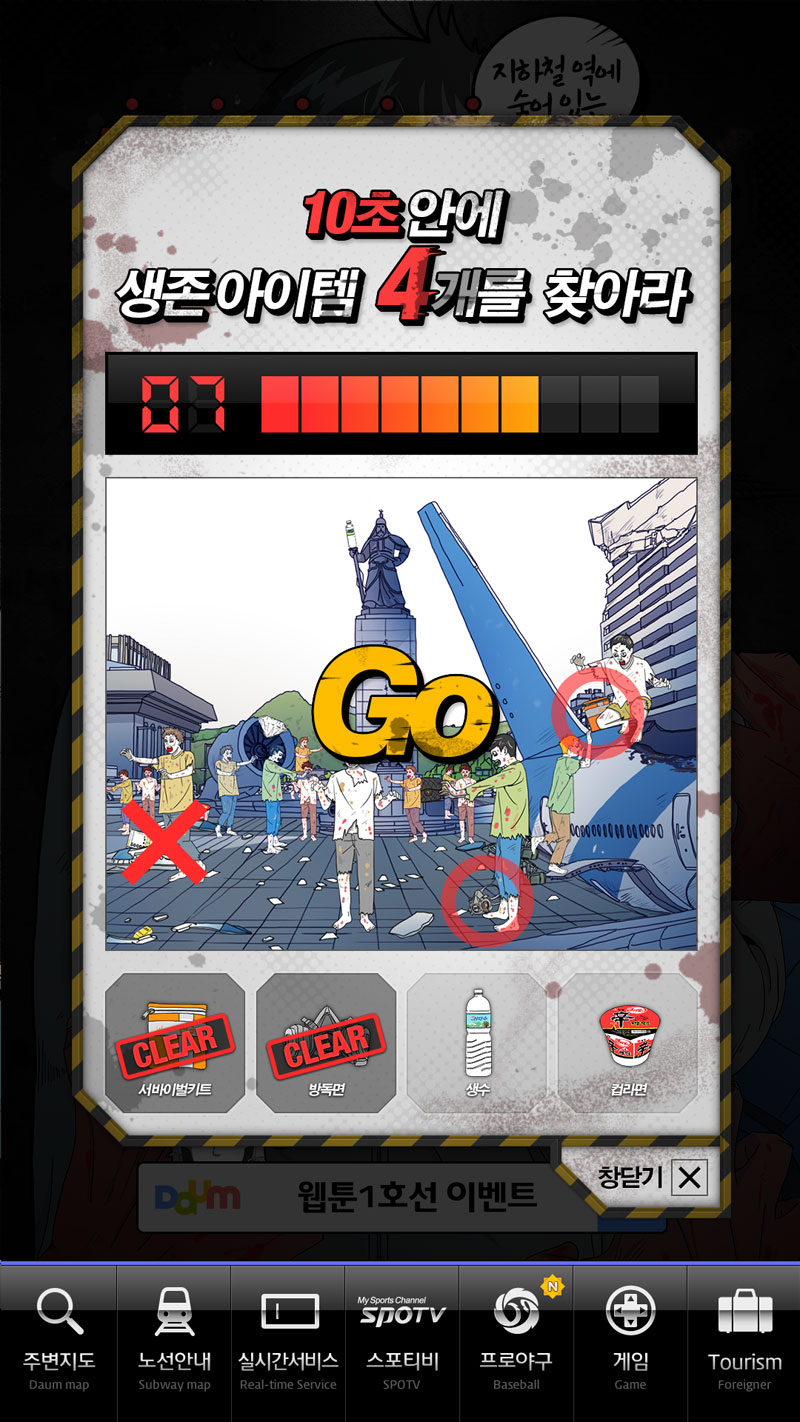 지하철 역에
숨어 있는
10초 안에
생존 아이템 4개를 찾아라
07
Go
CLEAR
CLEAR
서바이벌키트
방독면
생수
컵라면
창닫기
Daum
웹툰1호선 이벤트
My Sports Channel
SPOTV
N
주변지도
노선안내
실시간서비스
스포티비
프로야구
게임
Tourism
Daum map
Subway map
Real-time Service
SPOTV
Baseball
Game
Foreigner